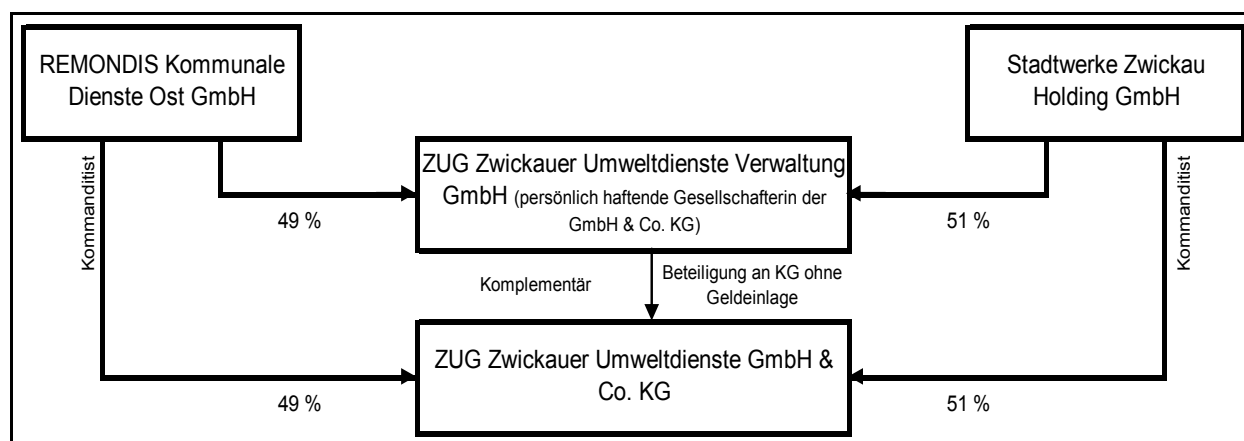 REMONDIS Kommunale
Dienste Ost GmbH
Stadtwerke Zwickau
Holding GmbH
Kommanditist
Kommanditist
ZUG Zwickauer Umweltdienste Verwaltung
GmbH (persönlich haftende Gesellschafterin der
GmbH & Co. KG)
49 %
51 %
Komplementär
Beteiligung an KG ohne
Geldeinlage
ZUG Zwickauer Umweltdienste GmbH &
Co. KG
49 %
51 %